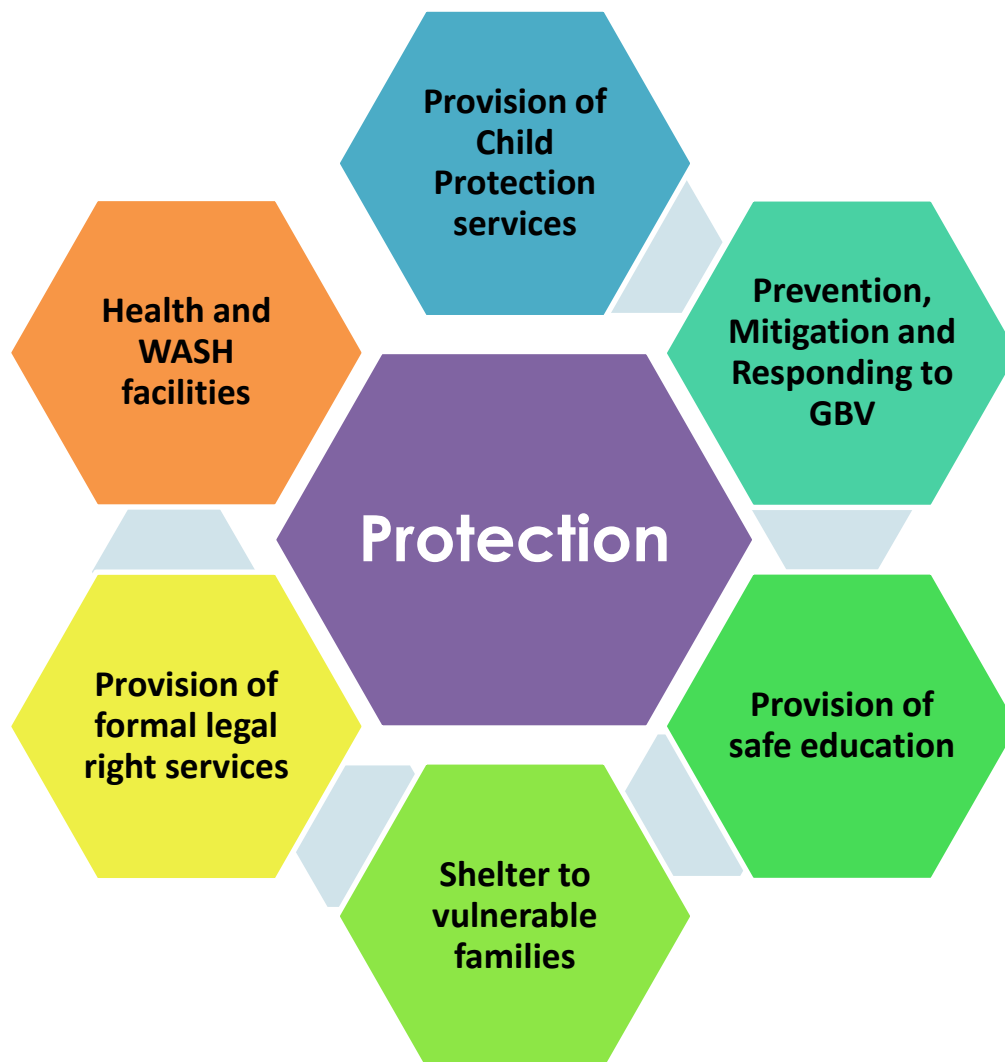 Provision of
Child
Protection
services
Prevention,
Mitigation and
Responding to
GBV
Provision of
safe education
Shelter to
vulnerable
families
Provision of
formal legal
right services
Health and
WASH
facilities
Protection